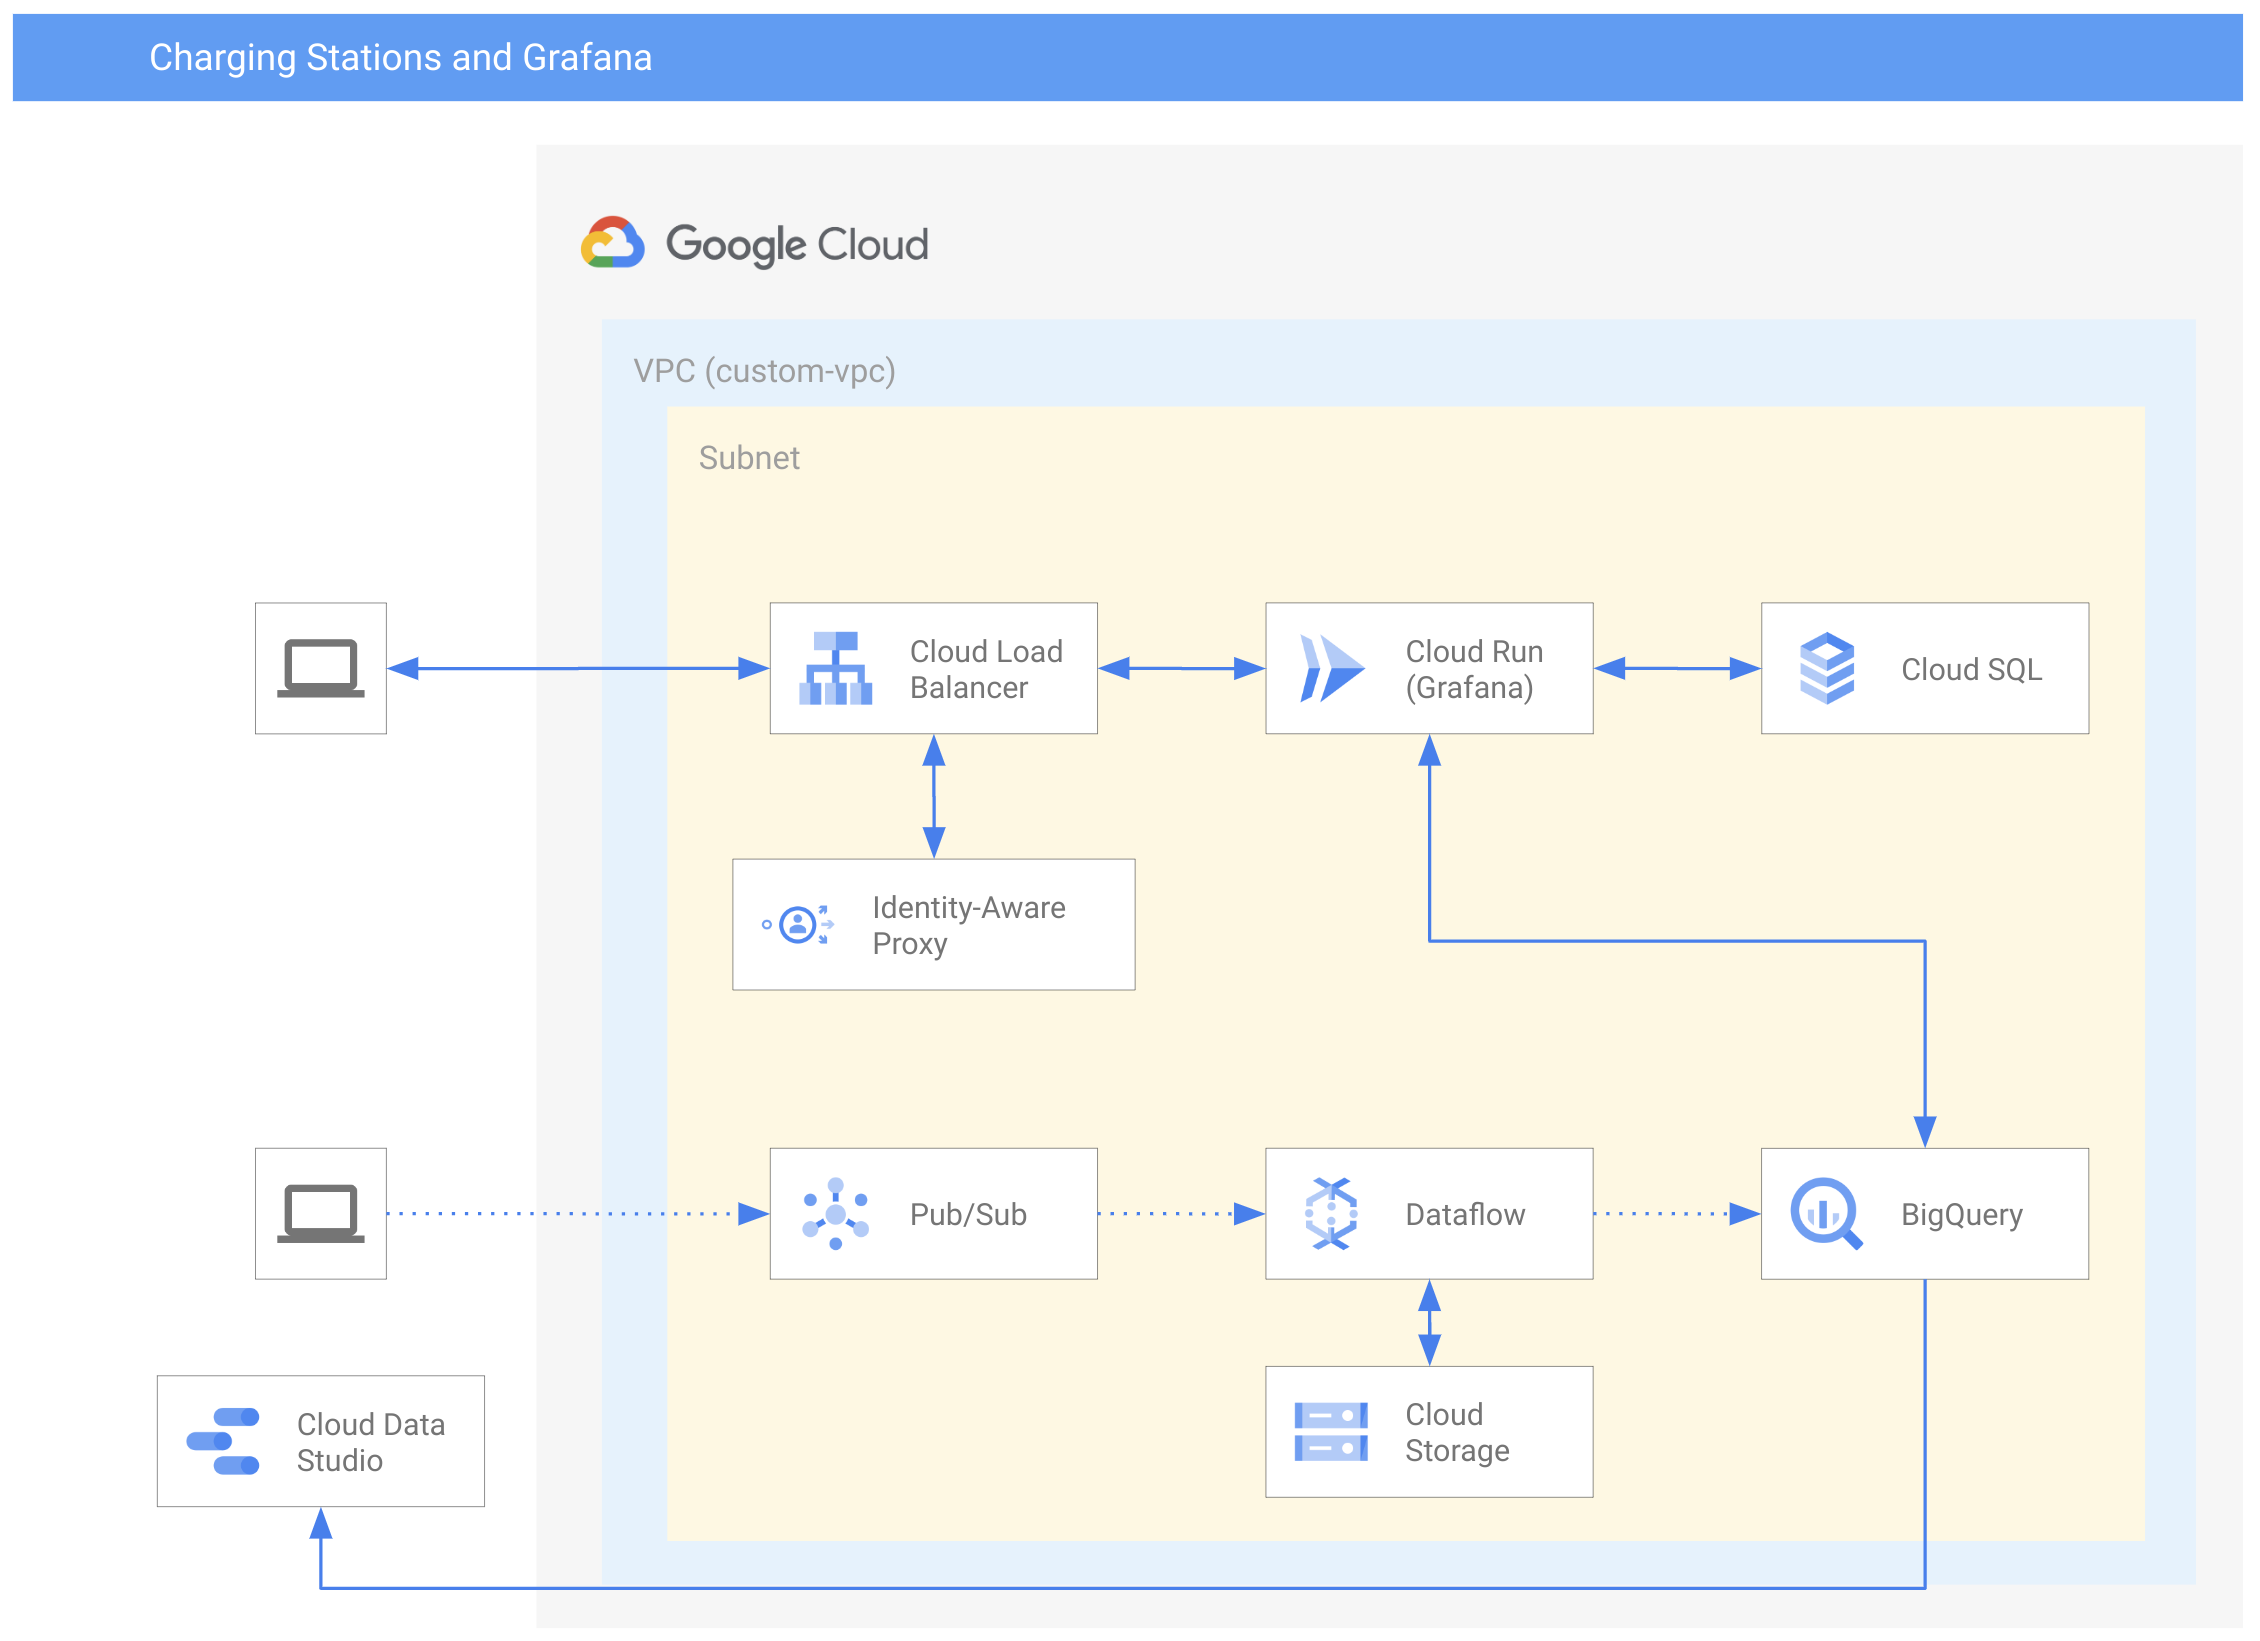 Charging Stations and Grafana
Google Cloud
VPC (custom-vpc)
Subnet
Cloud Load
Balancer
Cloud Run
(Grafana)
Cloud SQL
Identity-Aware
Proxy
Pub/Sub
Dataflow
BigQuery
Cloud Data
Studio
Cloud
Storage